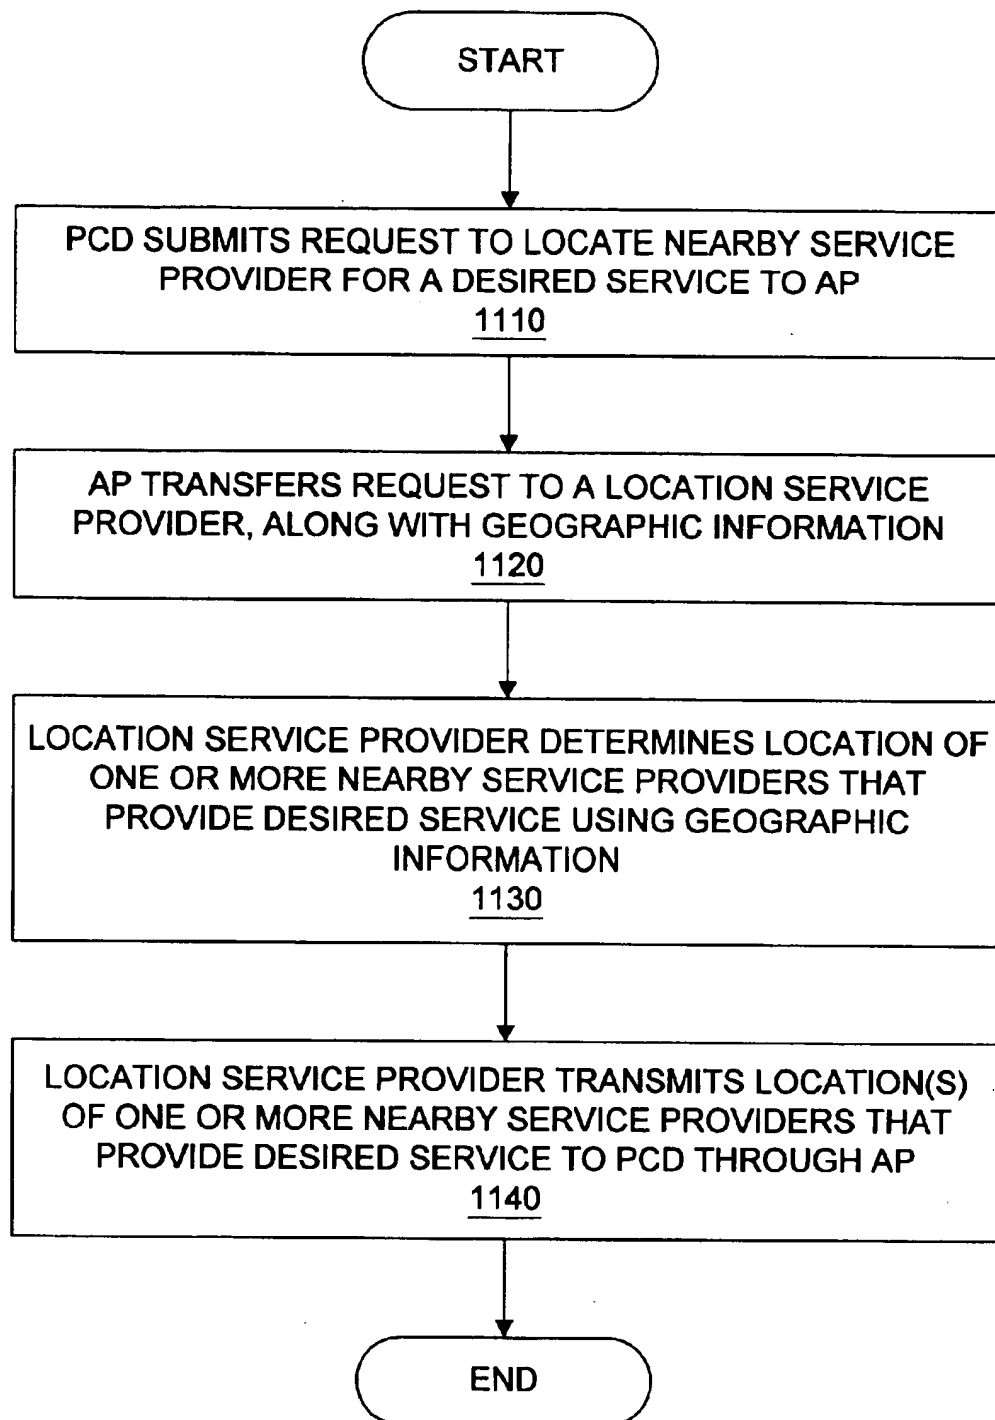 START
PCD SUBMITS REQUEST TO LOCATE NEARBY SERVICE
PROVIDER FOR A DESIRED SERVICE TO AP
1110
AP TRANSFERS REQUEST TO A LOCATION SERVICE
PROVIDER, ALONG WITH GEOGRAPHIC INFORMATION
1120
LOCATION SERVICE PROVIDER DETERMINES LOCATION OF
ONE OR MORE NEARBY SERVICE PROVIDERS THAT
PROVIDE DESIRED SERVICE USING GEOGRAPHIC
INFORMATION
1130
LOCATION SERVICE PROVIDER TRANSMITS LOCATION(S)
OF ONE OR MORE NEARBY SERVICE PROVIDERS THAT
PROVIDE DESIRED SERVICE TO PCD THROUGH AP
1140
END